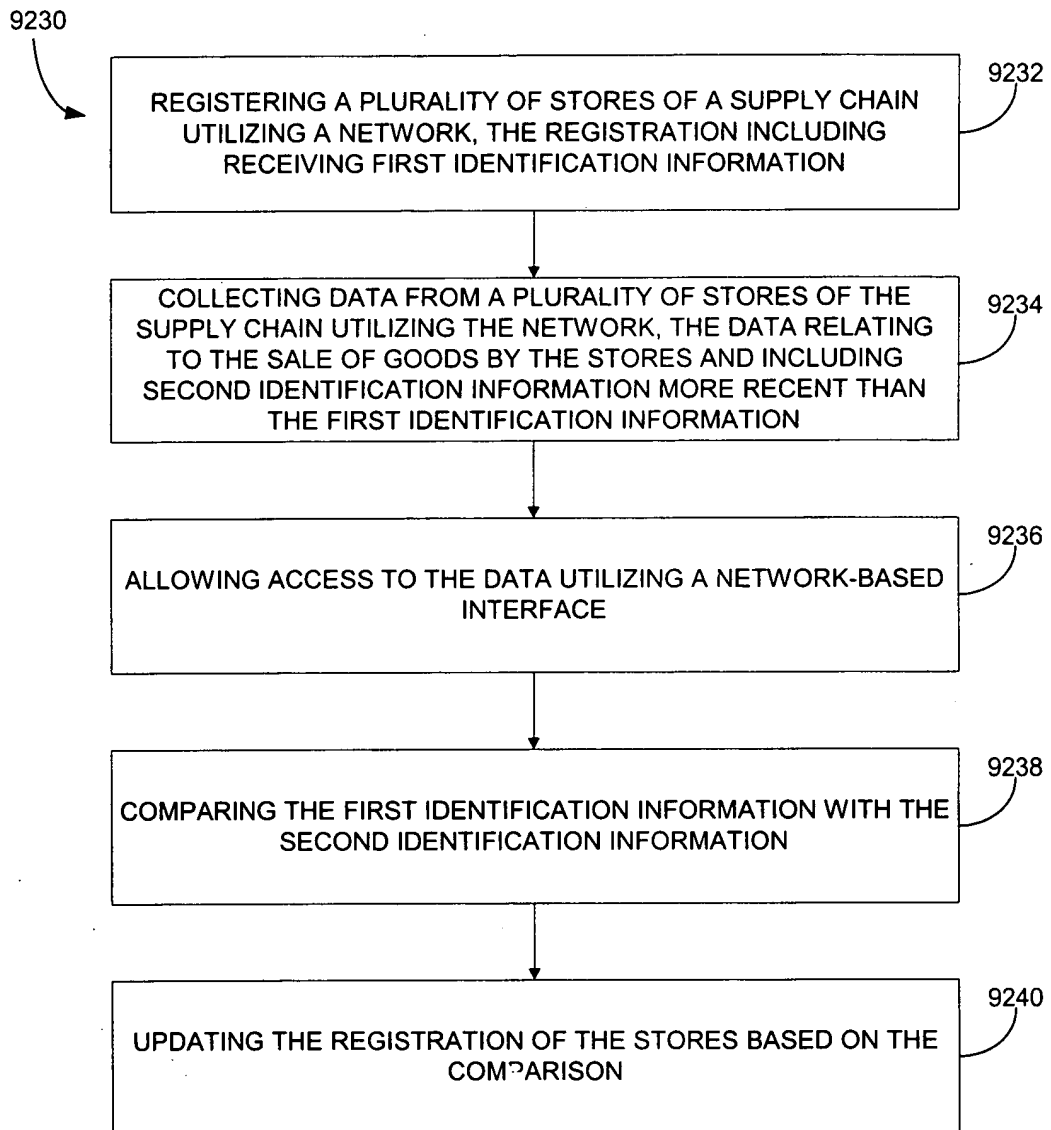 9230
9232
REGISTERING A PLURALITY OF STORES OF A SUPPLY CHAIN
UTILIZING A NETWORK, THE REGISTRATION INCLUDING
RECEIVING FIRST IDENTIFICATION INFORMATION
9234
COLLECTING DATA FROM A PLURALITY OF STORES OF THE
SUPPLY CHAIN UTILIZING THE NETWORK, THE DATA RELATING
TO THE SALE OF GOODS BY THE STORES AND INCLUDING
SECOND IDENTIFICATION INFORMATION MORE RECENT THAN
THE FIRST IDENTIFICATION INFORMATION
9236
ALLOWING ACCESS TO THE DATA UTILIZING A NETWORK-BASED
INTERFACE
9238
COMPARING THE FIRST IDENTIFICATION INFORMATION WITH THE
SECOND IDENTIFICATION INFORMATION
9240
UPDATING THE REGISTRATION OF THE STORES BASED ON THE
COMPARISON